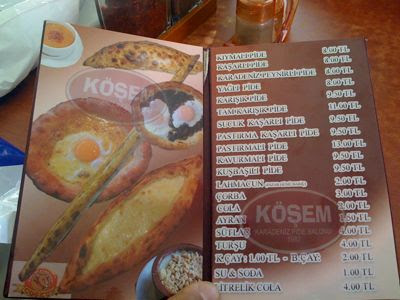 KÖSEM
KIYMALI PİDE 8.00 TL
KAŞARLI PİDE 8.00 TL
KARADENİZ PEYNİRLİ PİDE 8.00 TL
YAĞLI PİDE 8.00 TL
KARIŞIK PİDE 9.50 TL
TAM KARIŞIK PİDE 11.00 TL
SUCUK KAŞARLI PİDE 9.50 TL
PASTIRMA KAŞARLI PİDE 9.50 TL
PASTIRMALI PİDE 13.00 TL
KAVURMALI PİDE 9.50 TL
KUŞBAŞILI PİDE 9.50 TL
LAHMACUN 2.00 TL
ÇORBA 3.00 TL
COLA 2.00 TL
AYRAN 1.50 TL
SÜTLAÇ 4.00 TL
TURŞU 4.00 TL
K.ÇAY: 1.00 TL - B.ÇAY: 2.00 TL
SU & SODA 1.00 TL
LİTRELİK COLA 4.00 TL
KÖSEM
KARADENİZ PİDE SALONU